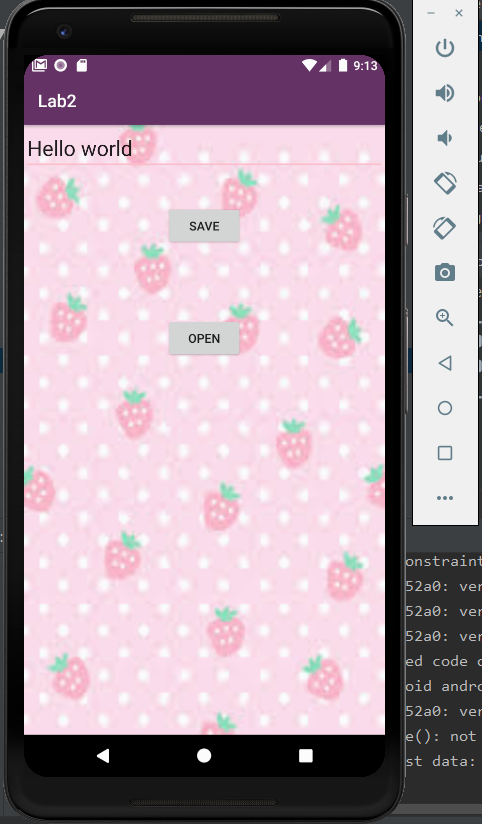 9:13
Lab2
Hello world
SAVE
OPEN
onstraint
52a0: ver
52a0: ver
52a0: ver
ed code
oid andro
52a0: ver
e(): not
st data: